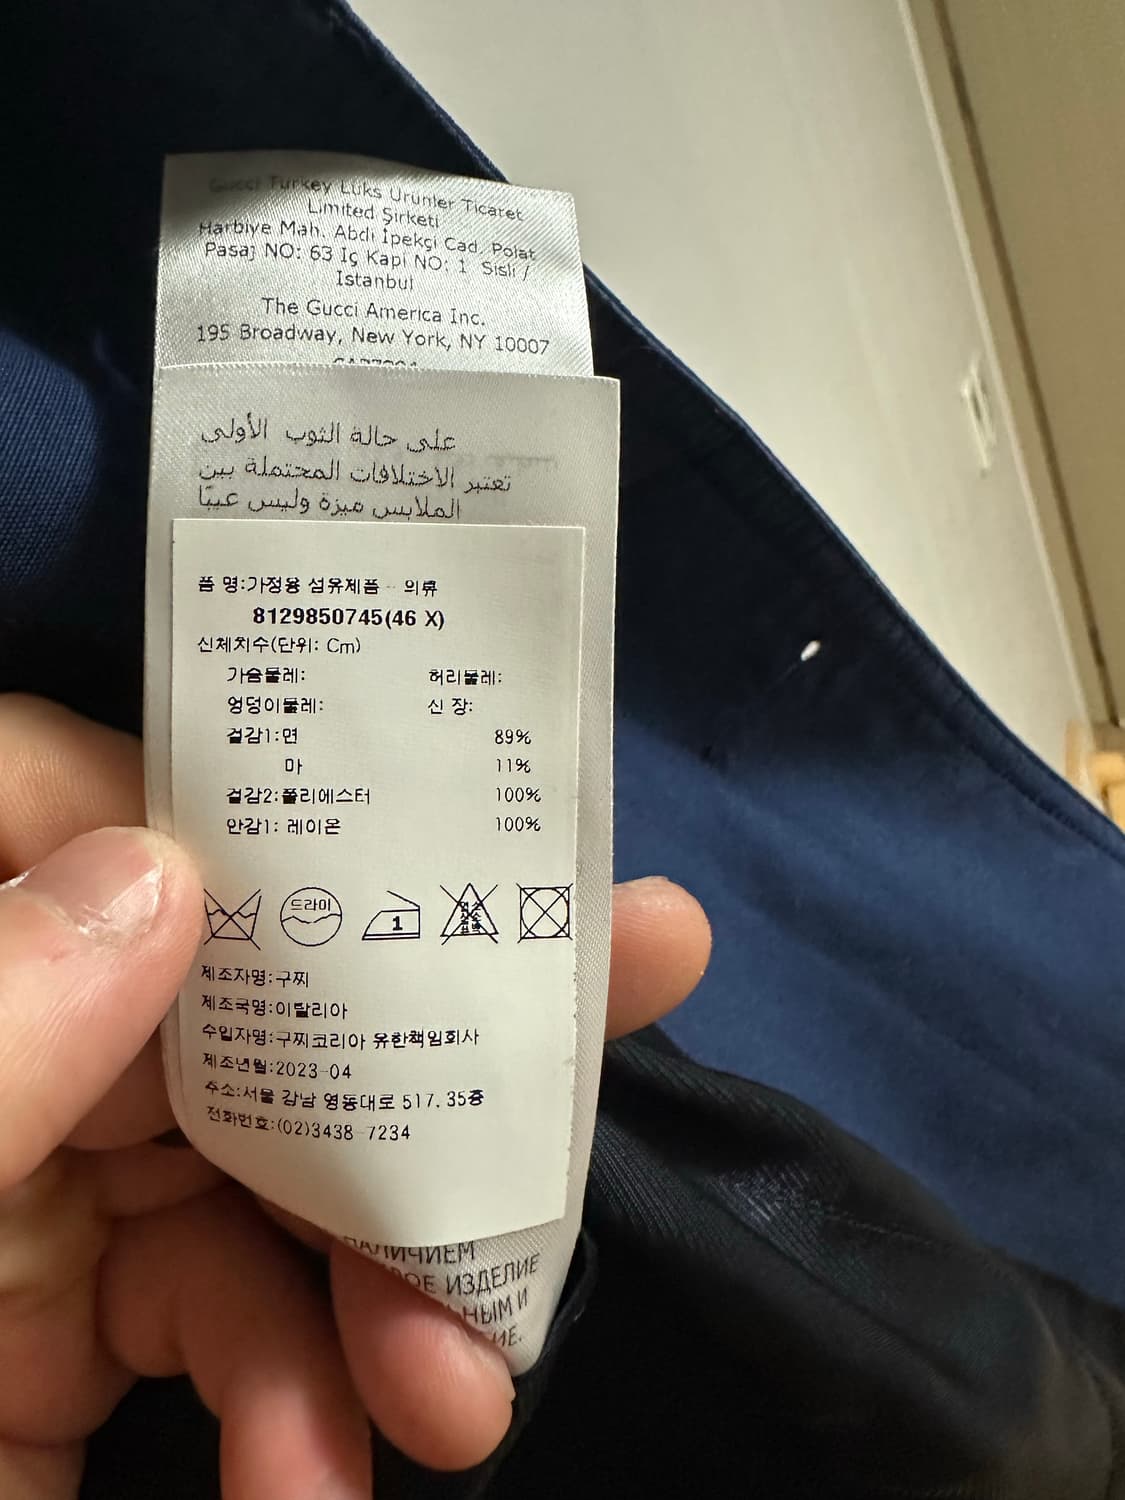 Gucci Turkey Lüks Ürünler Ticaret
Limited Şirketi
Harbiye Mah. Abdi İpekçi Cad. Polat
Pasajı NO: 63 İç Kapı NO: 1 Sisli /
Istanbul
The Gucci America Inc.
195 Broadway, New York, NY 10007
على حالة الثوب الأولى
تعتبر الاختلافات المحتملة بين
الملابس ميزة وليس عيبًا
품 명:가정용 섬유제품 - 의류
8129850745(46 X)
신체치수(단위: Cm)
가슴둘레: 허리둘레:
엉덩이둘레: 신 장:
겉감1:면 89%
마 11%
겉감2:폴리에스터 100%
안감1: 레이온 100%
드라이
1
제조자명:구찌
제조국명:이탈리아
수입자명:구찌코리아 유한책임회사
제조년월:2023-04
주소:서울 강남 영동대로 517. 35층
전화번호:(02)3438-7234
НАЛИЧИЕМ
ИЗДЕЛИЕ